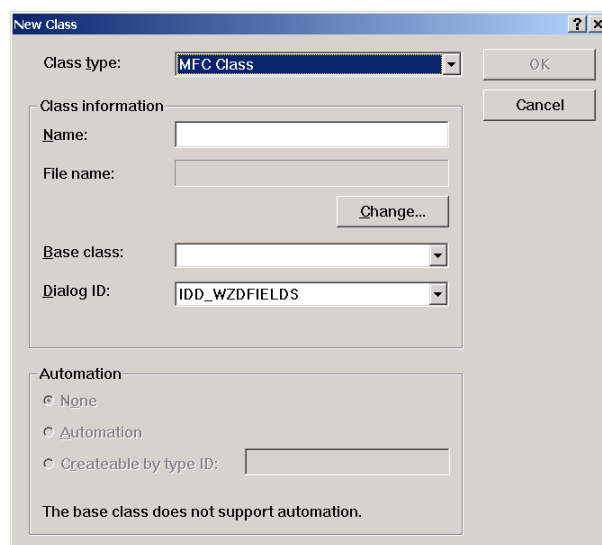 New Class
Class type:
MFC Class
OK
Cancel
Class information
Name:
File name:
Change...
Base class:
Dialog ID:
IDD_WZDFIELDS
Automation
None
Automation
Createable by type ID:
The base class does not support automation.